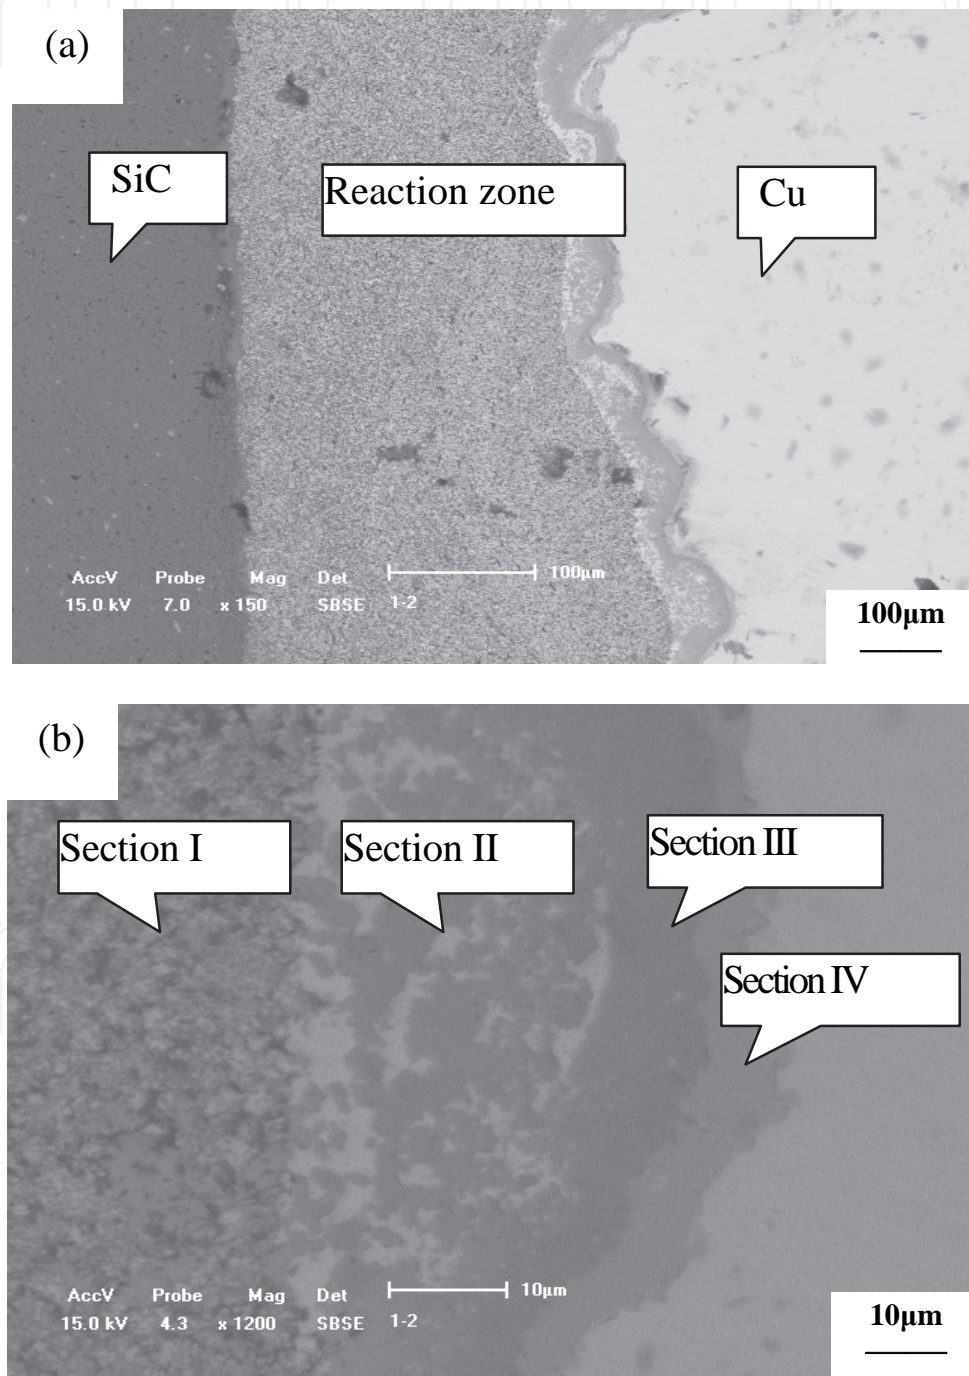 (a)
SiC
Reaction zone
Cu
AccV Probe Mag Det 100μm
15.0 kV 7.0 x 150 SBSE 1-2
100μm
(b)
Section I
Section II
Section III
Section IV
AccV Probe Mag Det 10μm
15.0 kV 4.3 x 1200 SBSE 1-2
10μm